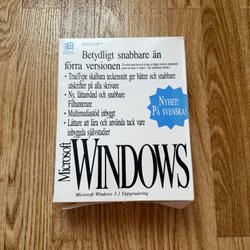 Betydligt snabbare än
förra versionen
• TrueType skalbara teckensnitt ger bättre och snabbare
utskrifter på alla skrivare
• Ny, lättanvänd och snabbare
Filhanterare
• Multimediastöd inbyggt
• Lättare att lära och använda tack vare
inbyggda självstudier
NYHET!
PÅ SVENSKA!
Microsoft
WINDOWS
Microsoft Windows 3.1 Uppgradering